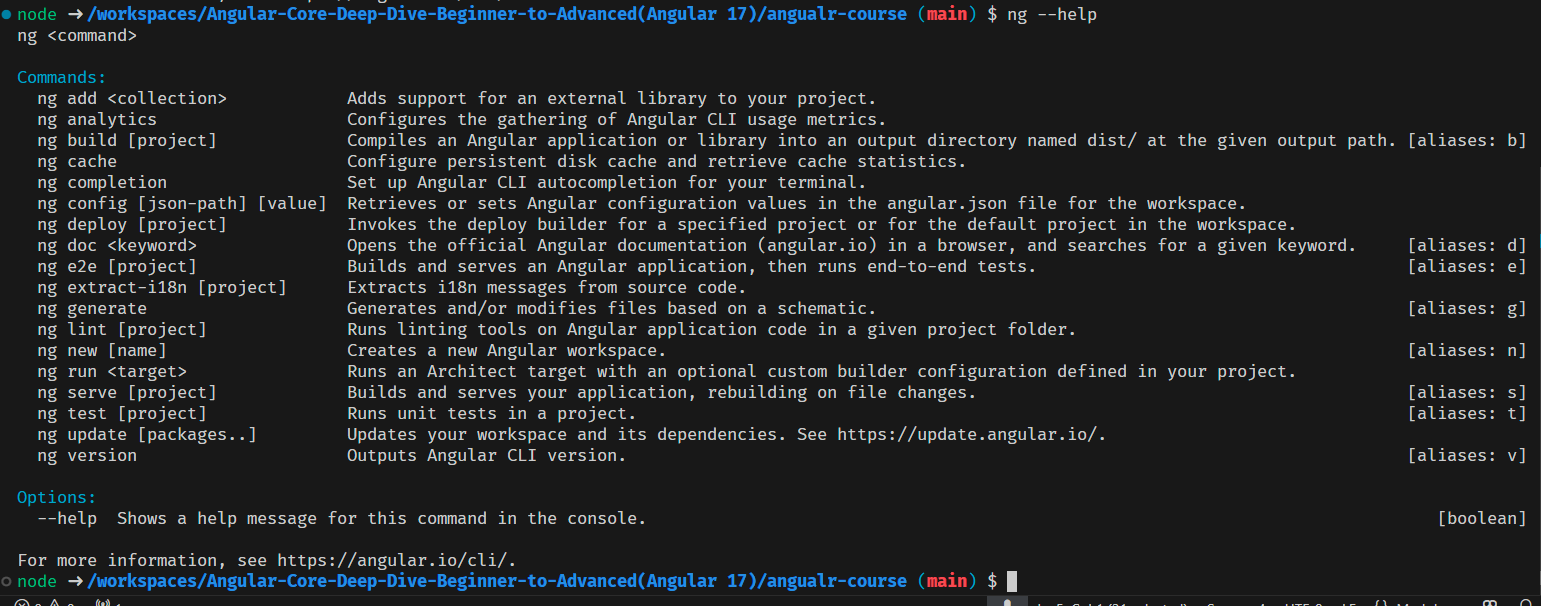 node ➜ /workspaces/Angular-Core-Deep-Dive-Beginner-to-Advanced(Angular 17)/angualr-course (main) $ ng --help
ng <command>
Commands:
ng add <collection> Adds support for an external library to your project.
ng analytics Configures the gathering of Angular CLI usage metrics.
ng build [project] Compiles an Angular application or library into an output directory named dist/ at the given output path. [aliases: b]
ng cache Configure persistent disk cache and retrieve cache statistics.
ng completion Set up Angular CLI autocompletion for your terminal.
ng config [json-path] [value] Retrieves or sets Angular configuration values in the angular.json file for the workspace.
ng deploy [project] Invokes the deploy builder for a specified project or for the default project in the workspace.
ng doc <keyword> Opens the official Angular documentation (angular.io) in a browser, and searches for a given keyword. [aliases: d]
ng e2e [project] Builds and serves an Angular application, then runs end-to-end tests. [aliases: e]
ng extract-i18n [project] Extracts i18n messages from source code.
ng generate Generates and/or modifies files based on a schematic. [aliases: g]
ng lint [project] Runs linting tools on Angular application code in a given project folder.
ng new [name] Creates a new Angular workspace. [aliases: n]
ng run <target> Runs an Architect target with an optional custom builder configuration defined in your project.
ng serve [project] Builds and serves your application, rebuilding on file changes. [aliases: s]
ng test [project] Runs unit tests in a project. [aliases: t]
ng update [packages..] Updates your workspace and its dependencies. See https://update.angular.io/.
ng version Outputs Angular CLI version. [aliases: v]
Options:
--help Shows a help message for this command in the console. [boolean]
For more information, see https://angular.io/cli/.
node ➜ /workspaces/Angular-Core-Deep-Dive-Beginner-to-Advanced(Angular 17)/angualr-course (main) $